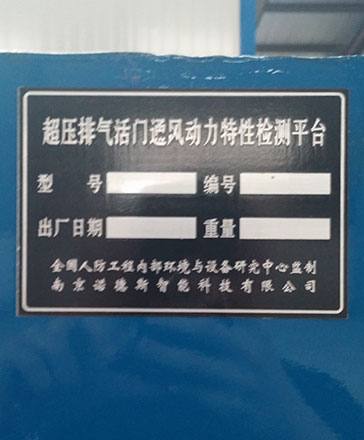 超压排气活门通风动力特性检测平台
型号 编号
出厂日期 重量
全国人防工程内部环境与设备研究中心监制
南京诺德斯智能科技有限公司